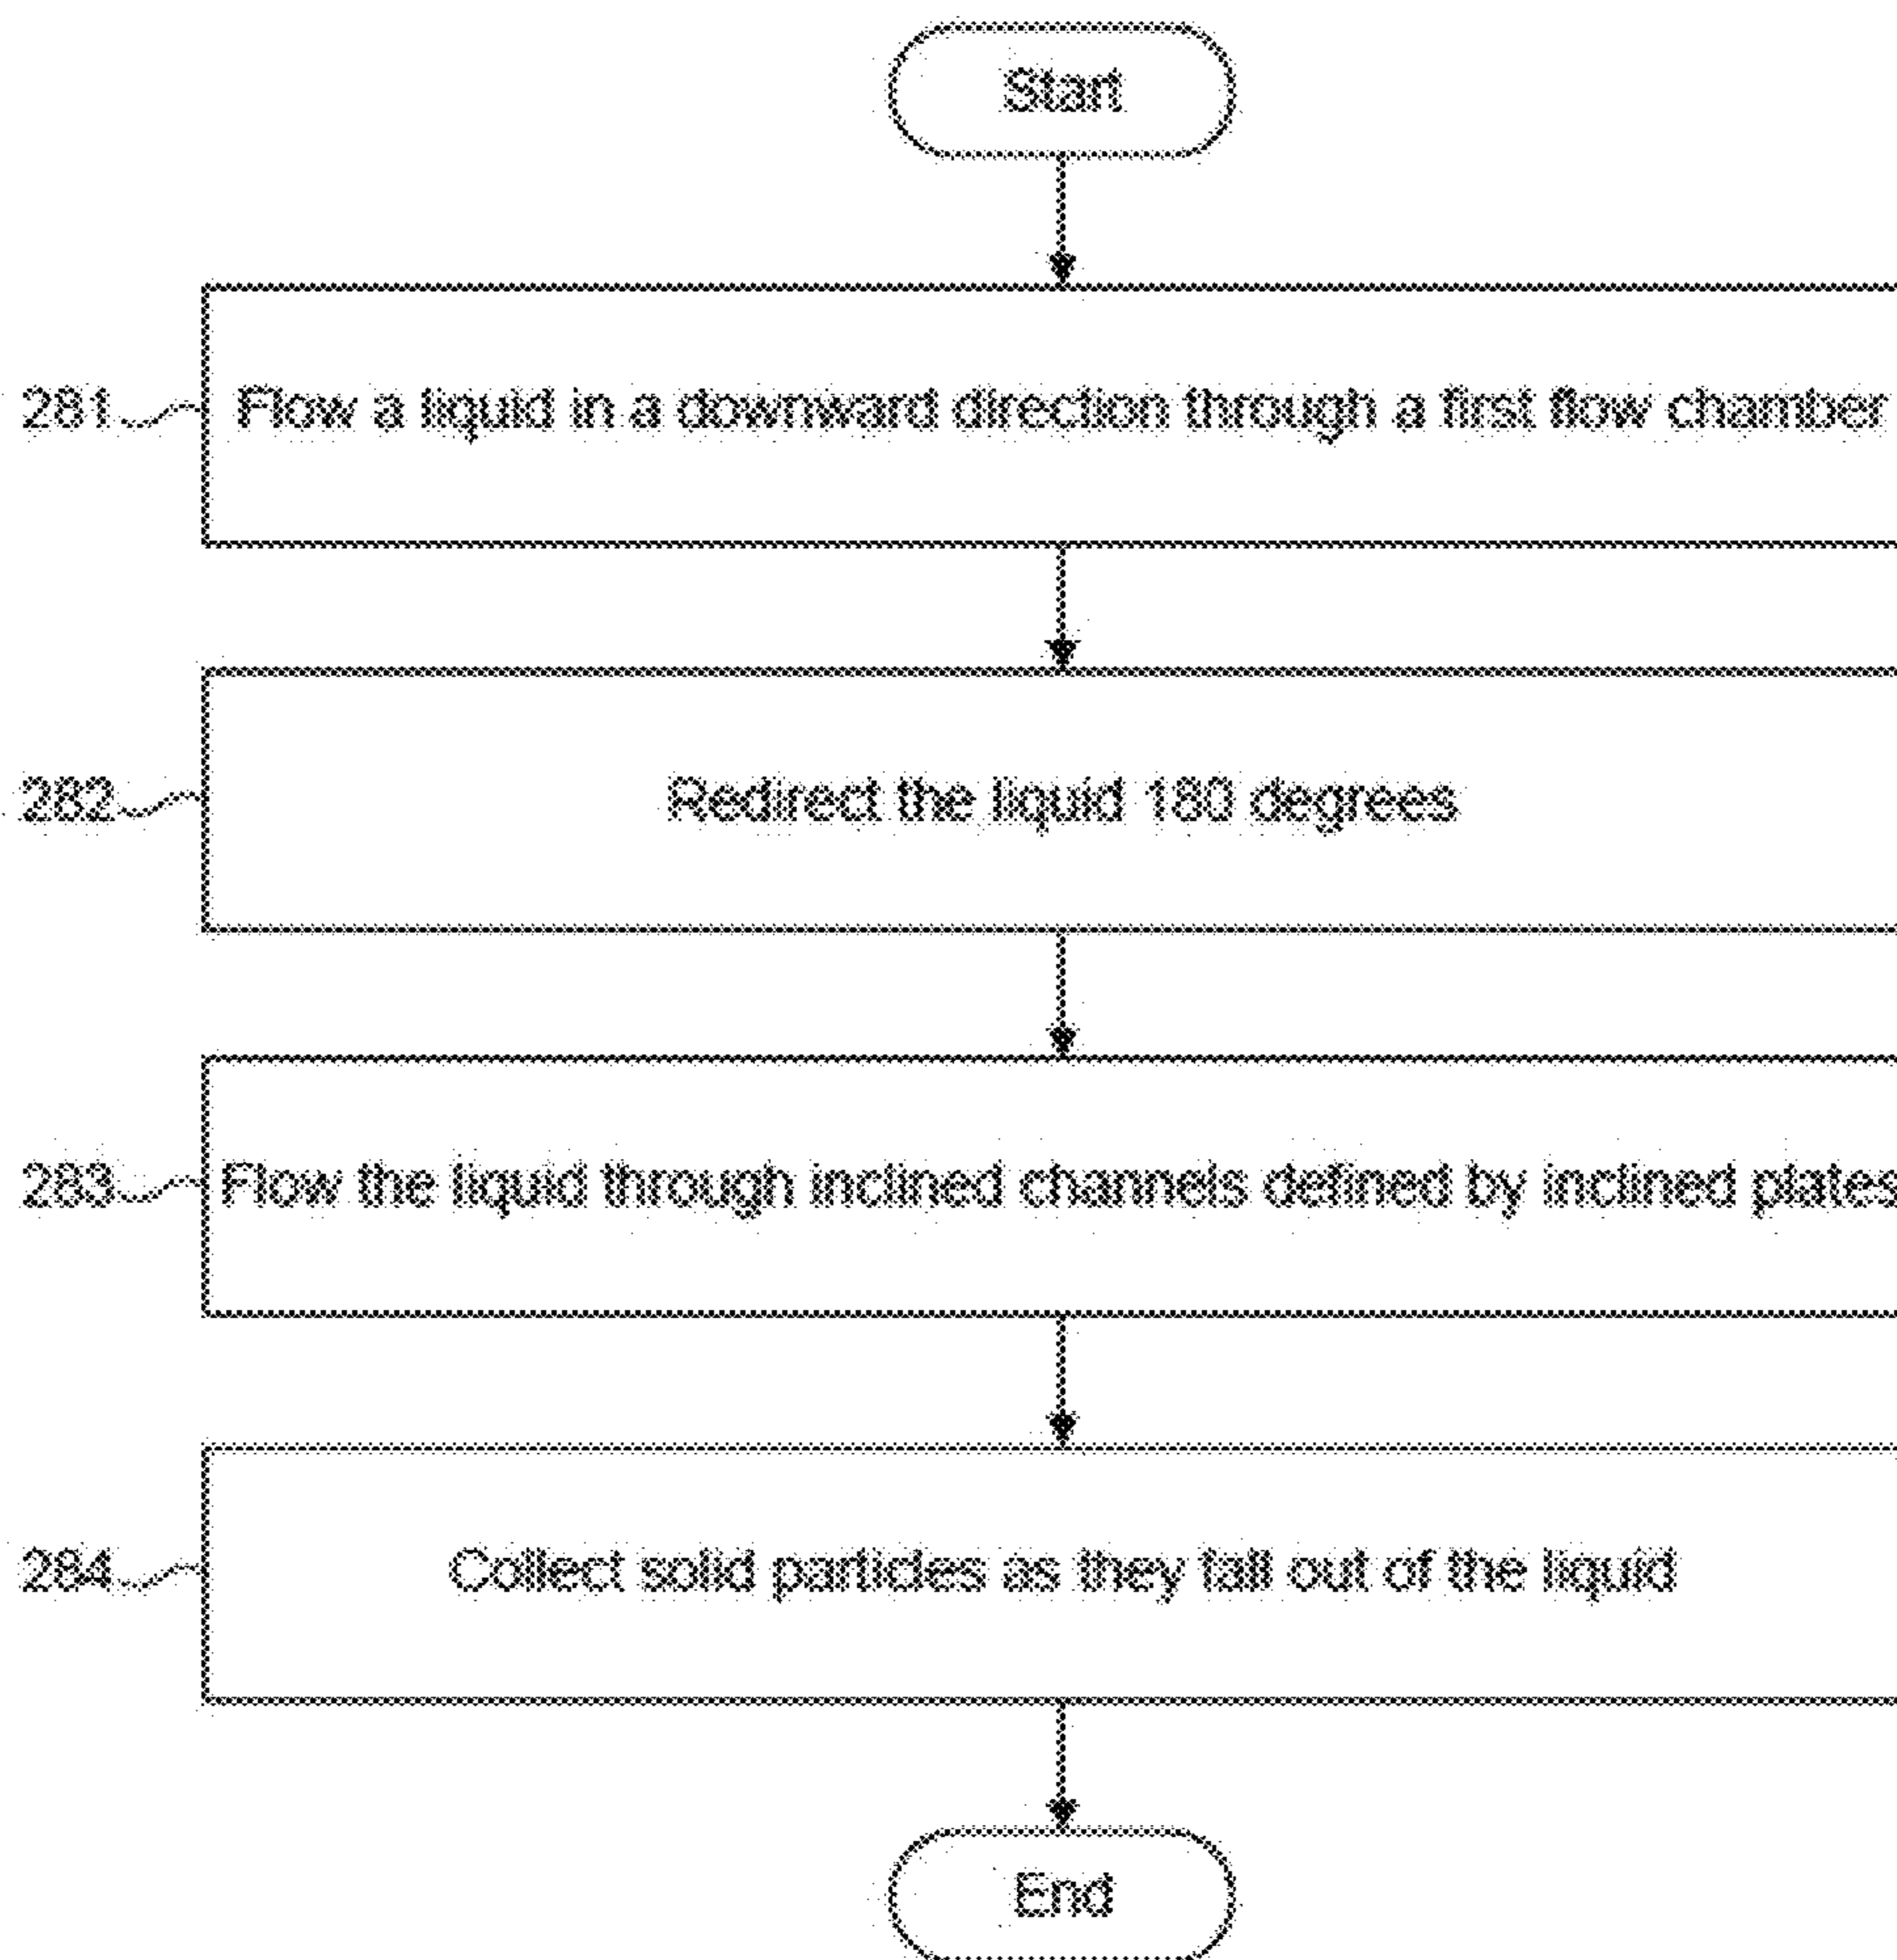 Start
281 Flow a liquid in a downward direction through a first flow chamber
282 Redirect the liquid 180 degrees
283 Flow the liquid through inclined channels defined by inclined plates
284 Collect solid particles as they fall out of the liquid
End